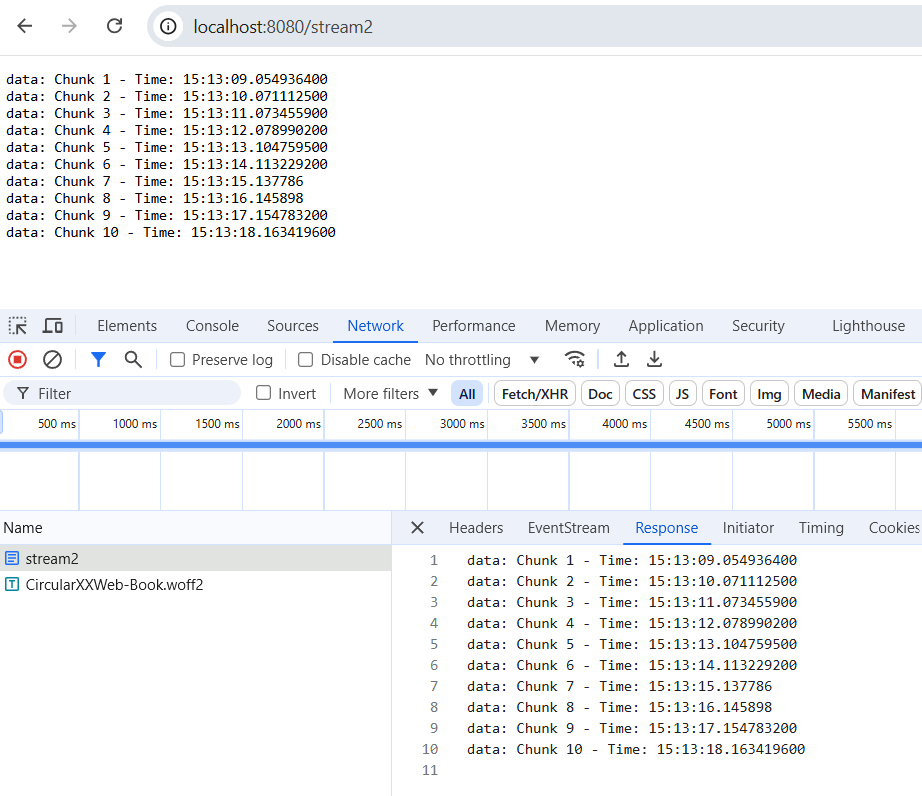 localhost:8080/stream2
data: Chunk 1 - Time: 15:13:09.054936400
data: Chunk 2 - Time: 15:13:10.071112500
data: Chunk 3 - Time: 15:13:11.073455900
data: Chunk 4 - Time: 15:13:12.078990200
data: Chunk 5 - Time: 15:13:13.104759500
data: Chunk 6 - Time: 15:13:14.113229200
data: Chunk 7 - Time: 15:13:15.137786
data: Chunk 8 - Time: 15:13:16.145898
data: Chunk 9 - Time: 15:13:17.154783200
data: Chunk 10 - Time: 15:13:18.163419600
Elements Console Sources Network Performance Memory Application Security Lighthouse
Preserve log Disable cache No throttling
Filter Invert More filters All Fetch/XHR Doc CSS JS Font Img Media Manifest
500 ms 1000 ms 1500 ms 2000 ms 2500 ms 3000 ms 3500 ms 4000 ms 4500 ms 5000 ms 5500 ms
Name
stream2
CircularXXWeb-Book.woff2
Headers EventStream Response Initiator Timing Cookies
1 data: Chunk 1 - Time: 15:13:09.054936400
2 data: Chunk 2 - Time: 15:13:10.071112500
3 data: Chunk 3 - Time: 15:13:11.073455900
4 data: Chunk 4 - Time: 15:13:12.078990200
5 data: Chunk 5 - Time: 15:13:13.104759500
6 data: Chunk 6 - Time: 15:13:14.113229200
7 data: Chunk 7 - Time: 15:13:15.137786
8 data: Chunk 8 - Time: 15:13:16.145898
9 data: Chunk 9 - Time: 15:13:17.154783200
10 data: Chunk 10 - Time: 15:13:18.163419600
11